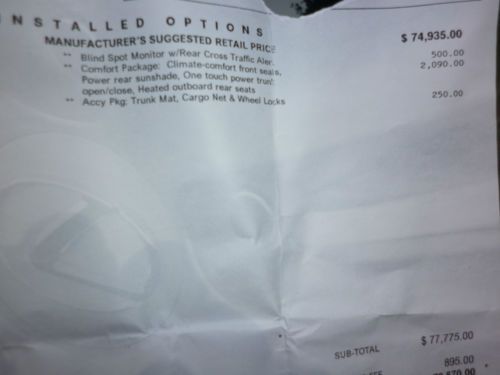 INSTALLED OPTIONS
MANUFACTURER'S SUGGESTED RETAIL PRICE $ 74,935.00
** Blind Spot Monitor w/Rear Cross Traffic Aler 500.00
** Comfort Package: Climate-comfort front seats, 2,090.00
Power rear sunshade, One touch power trunk
open/close, Heated outboard rear seats
** Accy Pkg: Trunk Mat, Cargo Net & Wheel Locks 250.00
SUB-TOTAL $ 77,775.00
895.00